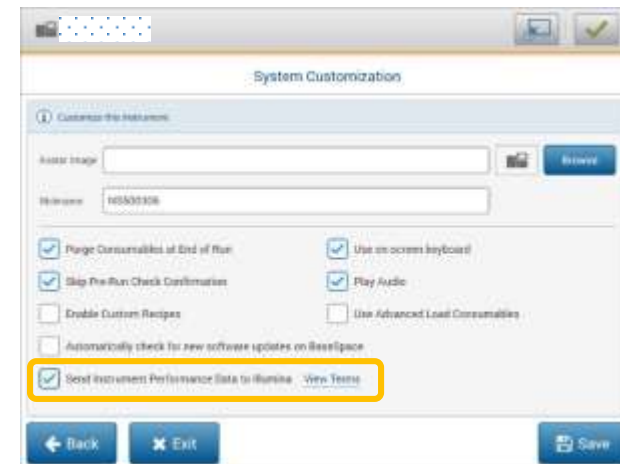 System Customization
Customize this instrument
Avatar Image
Browse
Nickname
Purge Consumables at End of Run
Use on screen keyboard
Skip Pre-Run Check Confirmation
Play Audio
Enable Custom Recipes
Use Advanced Load Consumables
Automatically check for new software updates on BaseSpace
Send Instrument Performance Data to Illumina View Terms
Back
Exit
Save